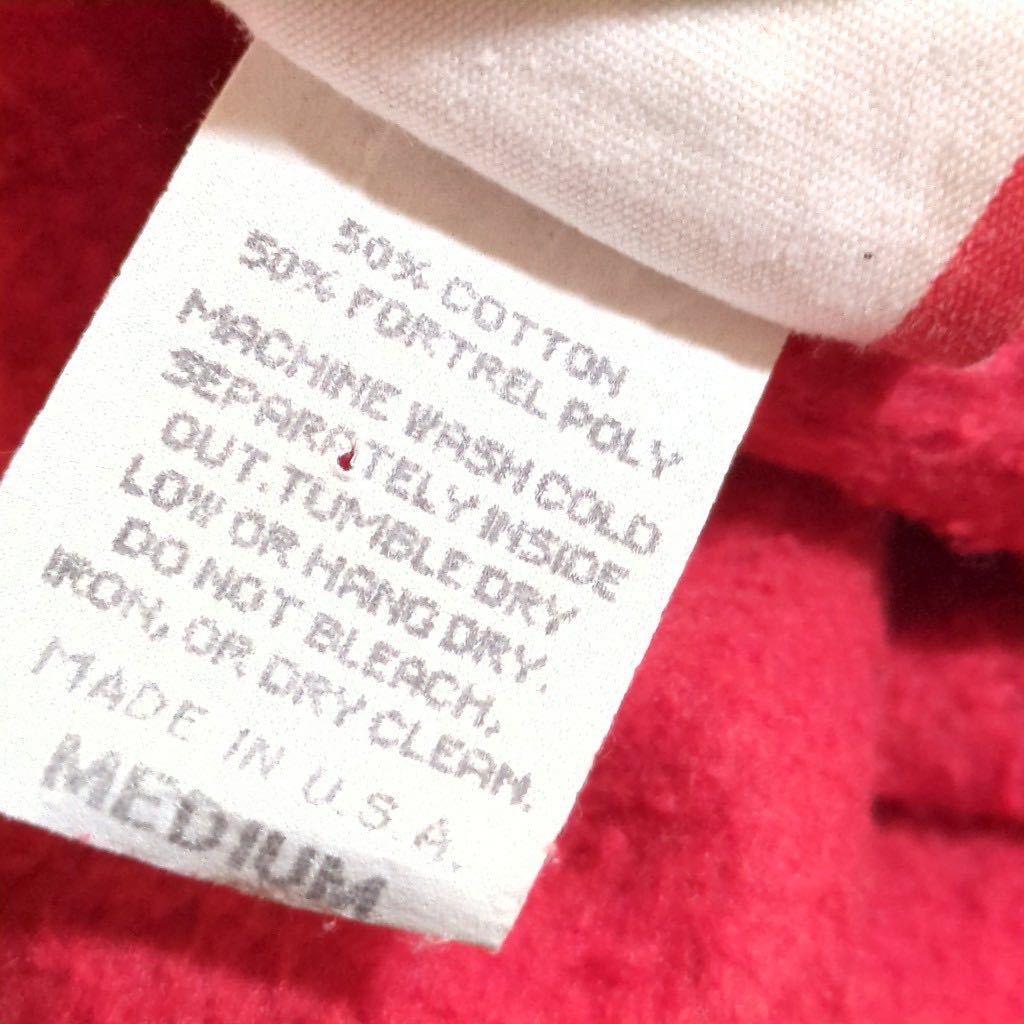 50% COTTON
50% FORTREL POLY
MACHINE WASH COLD
SEPARATELY INSIDE
OUT. TUMBLE DRY
LOW OR HANG DRY.
DO NOT BLEACH,
IRON, OR DRY CLEAN.
MADE IN U.S.A.
MEDIUM